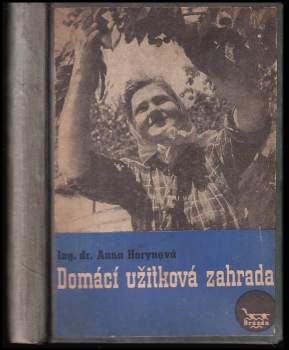 Ing. dr. Anna Horynová
Domácí užitková zahrada
Brázda